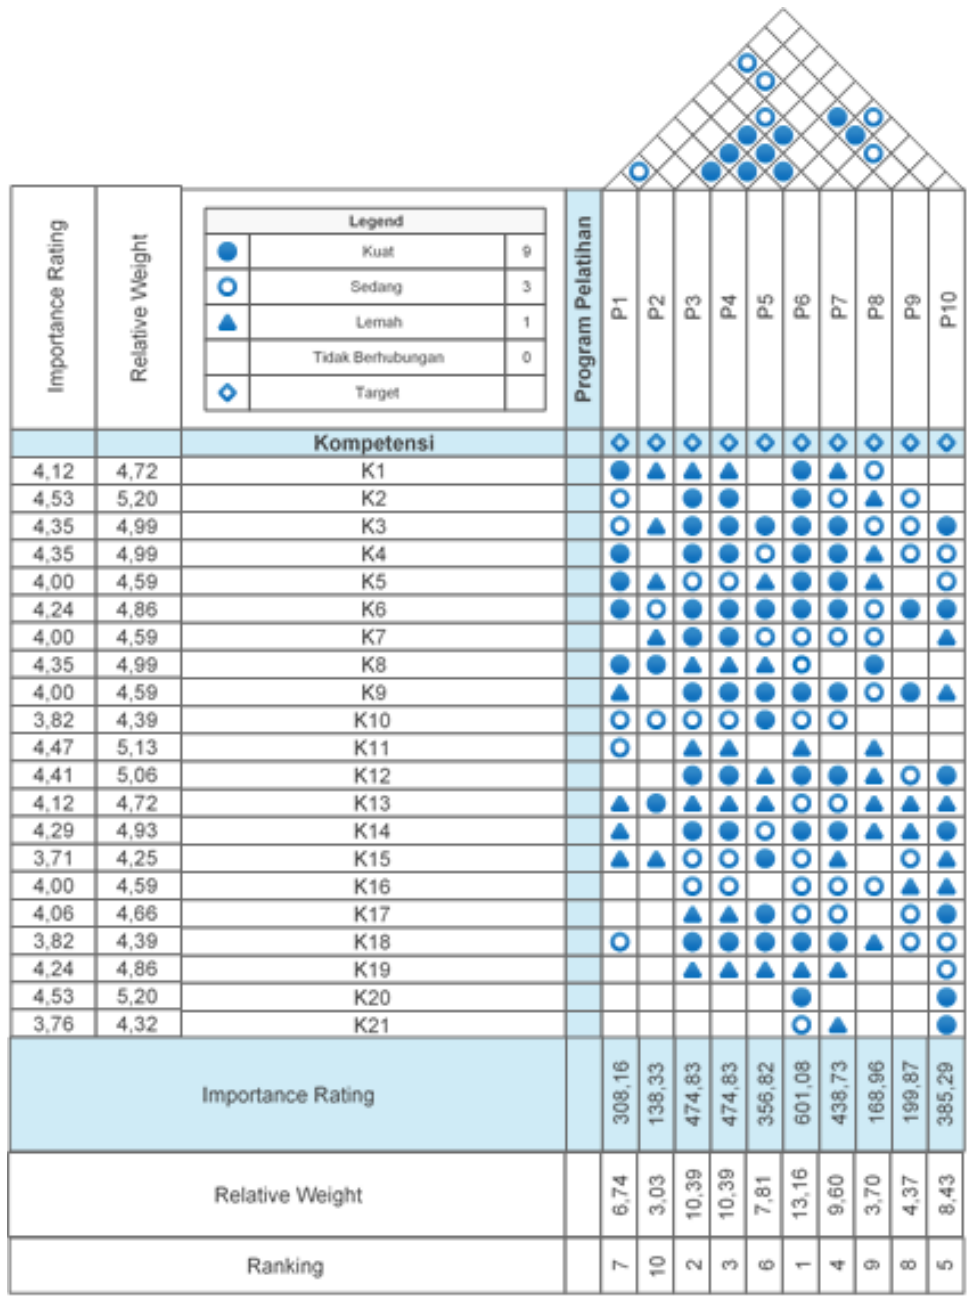 Importance Rating
Relative Weight
Legend
Kuat 9
Sedang 3
Lemah 1
Tidak Berhubungan 0
Target
Program Pelatihan
P1 P2 P3 P4 P5 P6 P7 P8 P9 P10
Kompetensi
4,12 4,72 K1
4,53 5,20 K2
4,35 4,99 K3
4,35 4,99 K4
4,00 4,59 K5
4,24 4,86 K6
4,00 4,59 K7
4,35 4,99 K8
4,00 4,59 K9
3,82 4,39 K10
4,47 5,13 K11
4,41 5,06 K12
4,12 4,72 K13
4,29 4,93 K14
3,71 4,25 K15
4,00 4,59 K16
4,06 4,66 K17
3,82 4,39 K18
4,24 4,86 K19
4,53 5,20 K20
3,76 4,32 K21
Importance Rating 308,16 138,33 474,83 474,83 356,82 601,08 438,73 168,96 199,87 385,29
Relative Weight 6,74 3,03 10,39 10,39 7,81 13,16 9,60 3,70 4,37 8,43
Ranking 7 10 2 3 6 1 4 9 8 5